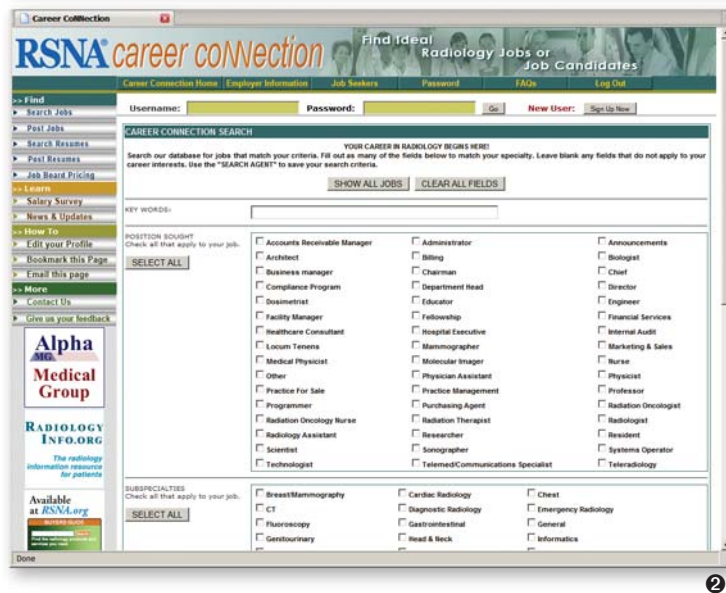 Career CoNNection
RSNA® career coNNection
Find Ideal
Radiology Jobs or
Job Candidates
Career Connection Home Employer Information Job Seekers Password FAQs Log Out
>> Find
Search Jobs
Post Jobs
Search Resumes
Post Resumes
Job Board Pricing
>> Learn
Salary Survey
News & Updates
>> How To
Edit your Profile
Bookmark this Page
Email this page
>> More
Contact Us
Give us your feedback
Alpha
MG.
Medical
Group
RADIOLOGY
INFO.ORG
The radiology
information resource
for patients
Available
at RSNA.org
BUYERS GUIDE
Username: Password: Go New User: Sign Up Now
CAREER CONNECTION SEARCH
YOUR CAREER IN RADIOLOGY BEGINS HERE!
Search our database for jobs that match your criteria. Fill out as many of the fields below to match your specialty. Leave blank any fields that do not apply to your
career interests. Use the "SEARCH AGENT" to save your search criteria.
SHOW ALL JOBS CLEAR ALL FIELDS
KEY WORDS:
POSITION SOUGHT
Check all that apply to your job.
SELECT ALL
Accounts Receivable Manager Administrator Announcements
Architect Billing Biologist
Business manager Chairman Chief
Compliance Program Department Head Director
Dosimetrist Educator Engineer
Facility Manager Fellowship Financial Services
Healthcare Consultant Hospital Executive Internal Audit
Locum Tenens Mammographer Marketing & Sales
Medical Physicist Molecular Imager Nurse
Other Physician Assistant Physicist
Practice For Sale Practice Management Professor
Programmer Purchasing Agent Radiation Oncologist
Radiation Oncology Nurse Radiation Therapist Radiologist
Radiology Assistant Researcher Resident
Scientist Sonographer Systems Operator
Technologist Telemed/Communications Specialist Teleradiology
SUBSPECIALTIES
Check all that apply to your job.
SELECT ALL
Breast/Mammography Cardiac Radiology Chest
CT Diagnostic Radiology Emergency Radiology
Fluoroscopy Gastrointestinal General
Genitourinary Head & Neck Informatics
Done
2